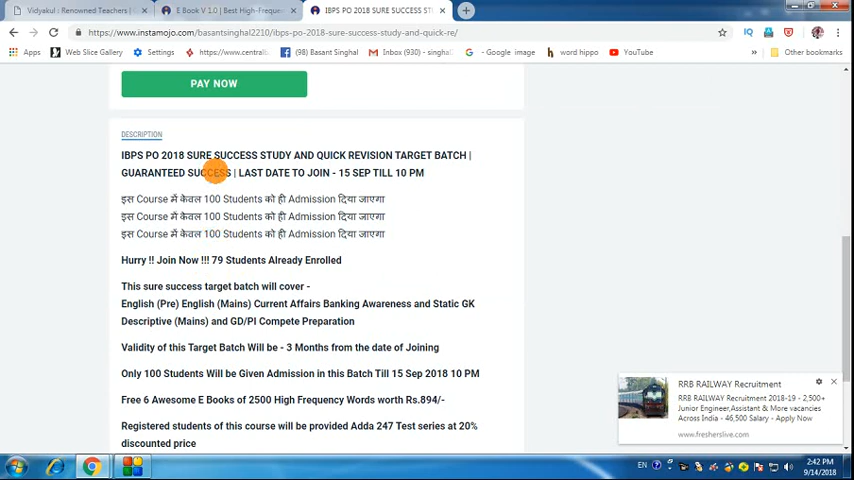 Vidyakul : Renowned Teachers |
E Book V 1.0 | Best High-Freque
IBPS PO 2018 SURE SUCCESS ST
https://www.instamojo.com/basantsinghal2210/ibps-po-2018-sure-success-study-and-quick-re/
Apps Web Slice Gallery Settings https://www.centralb (98) Basant Singhal Inbox (930) - singhal G - Google image word hippo YouTube » Other bookmarks
PAY NOW
DESCRIPTION
IBPS PO 2018 SURE SUCCESS STUDY AND QUICK REVISION TARGET BATCH |
GUARANTEED SUCCESS | LAST DATE TO JOIN - 15 SEP TILL 10 PM
इस Course में केवल 100 Students को ही Admission दिया जाएगा
इस Course में केवल 100 Students को ही Admission दिया जाएगा
इस Course में केवल 100 Students को ही Admission दिया जाएगा
Hurry !! Join Now !!! 79 Students Already Enrolled
This sure success target batch will cover -
English (Pre) English (Mains) Current Affairs Banking Awareness and Static GK
Descriptive (Mains) and GD/PI Compete Preparation
Validity of this Target Batch Will be - 3 Months from the date of Joining
Only 100 Students Will be Given Admission in this Batch Till 15 Sep 2018 10 PM
Free 6 Awesome E Books of 2500 High Frequency Words worth Rs.894/-
Registered students of this course will be provided Adda 247 Test series at 20%
discounted price
RRB RAILWAY Recruitment
RRB RAILWAY Recruitment 2018-19 - 2,500+
Junior Engineer,Assistant & More vacancies
Across India - 46,500 Salary - Apply Now
www.fresherslive.com
EN
2:42 PM
9/14/2018